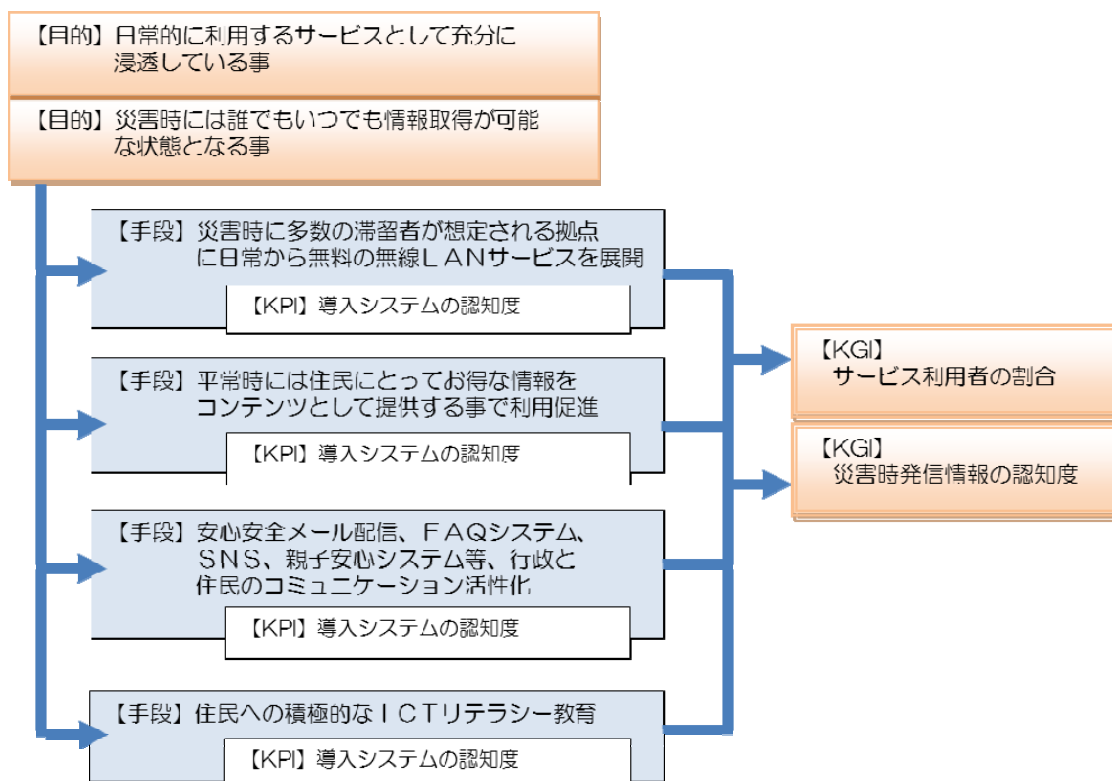 【目的】日常的に利用するサービスとして充分に
浸透している事
【目的】災害時には誰でもいつでも情報取得が可能
な状態となる事
【手段】災害時に多数の滞留者が想定される拠点
に日常から無料の無線ＬＡＮサービスを展開
【KPI】導入システムの認知度
【手段】平常時には住民にとってお得な情報を
コンテンツとして提供する事で利用促進
【KPI】導入システムの認知度
【手段】安心安全メール配信、ＦＡＱシステム、
ＳＮＳ、親子安心システム等、行政と
住民のコミュニケーション活性化
【KPI】導入システムの認知度
【手段】住民への積極的なＩＣＴリテラシー教育
【KPI】導入システムの認知度
【KGI】
サービス利用者の割合
【KGI】
災害時発信情報の認知度